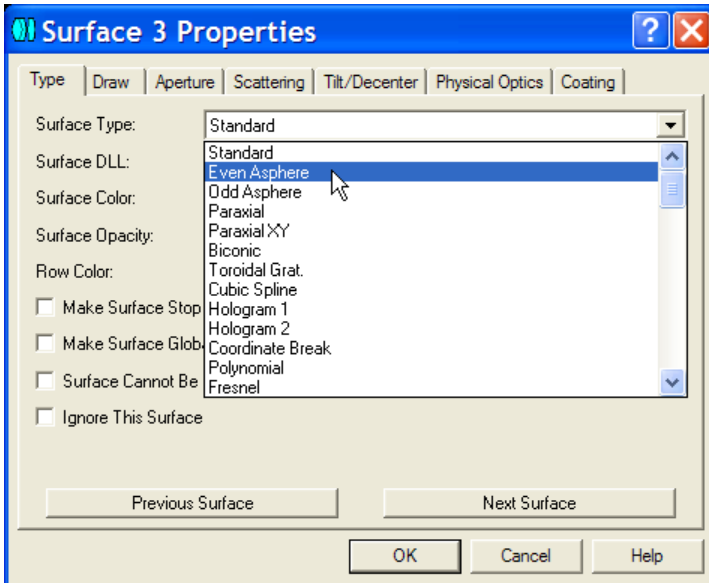 Surface 3 Properties
Type Draw Aperture Scattering Tilt/Decenter Physical Optics Coating
Surface Type: Standard
Surface DLL:
Surface Color:
Surface Opacity:
Row Color:
Make Surface Stop
Make Surface Glob
Surface Cannot Be
Ignore This Surface
Standard
Even Asphere
Odd Asphere
Paraxial
Paraxial XY
Biconic
Toroidal Grat.
Cubic Spline
Hologram 1
Hologram 2
Coordinate Break
Polynomial
Fresnel
Previous Surface Next Surface
OK Cancel Help